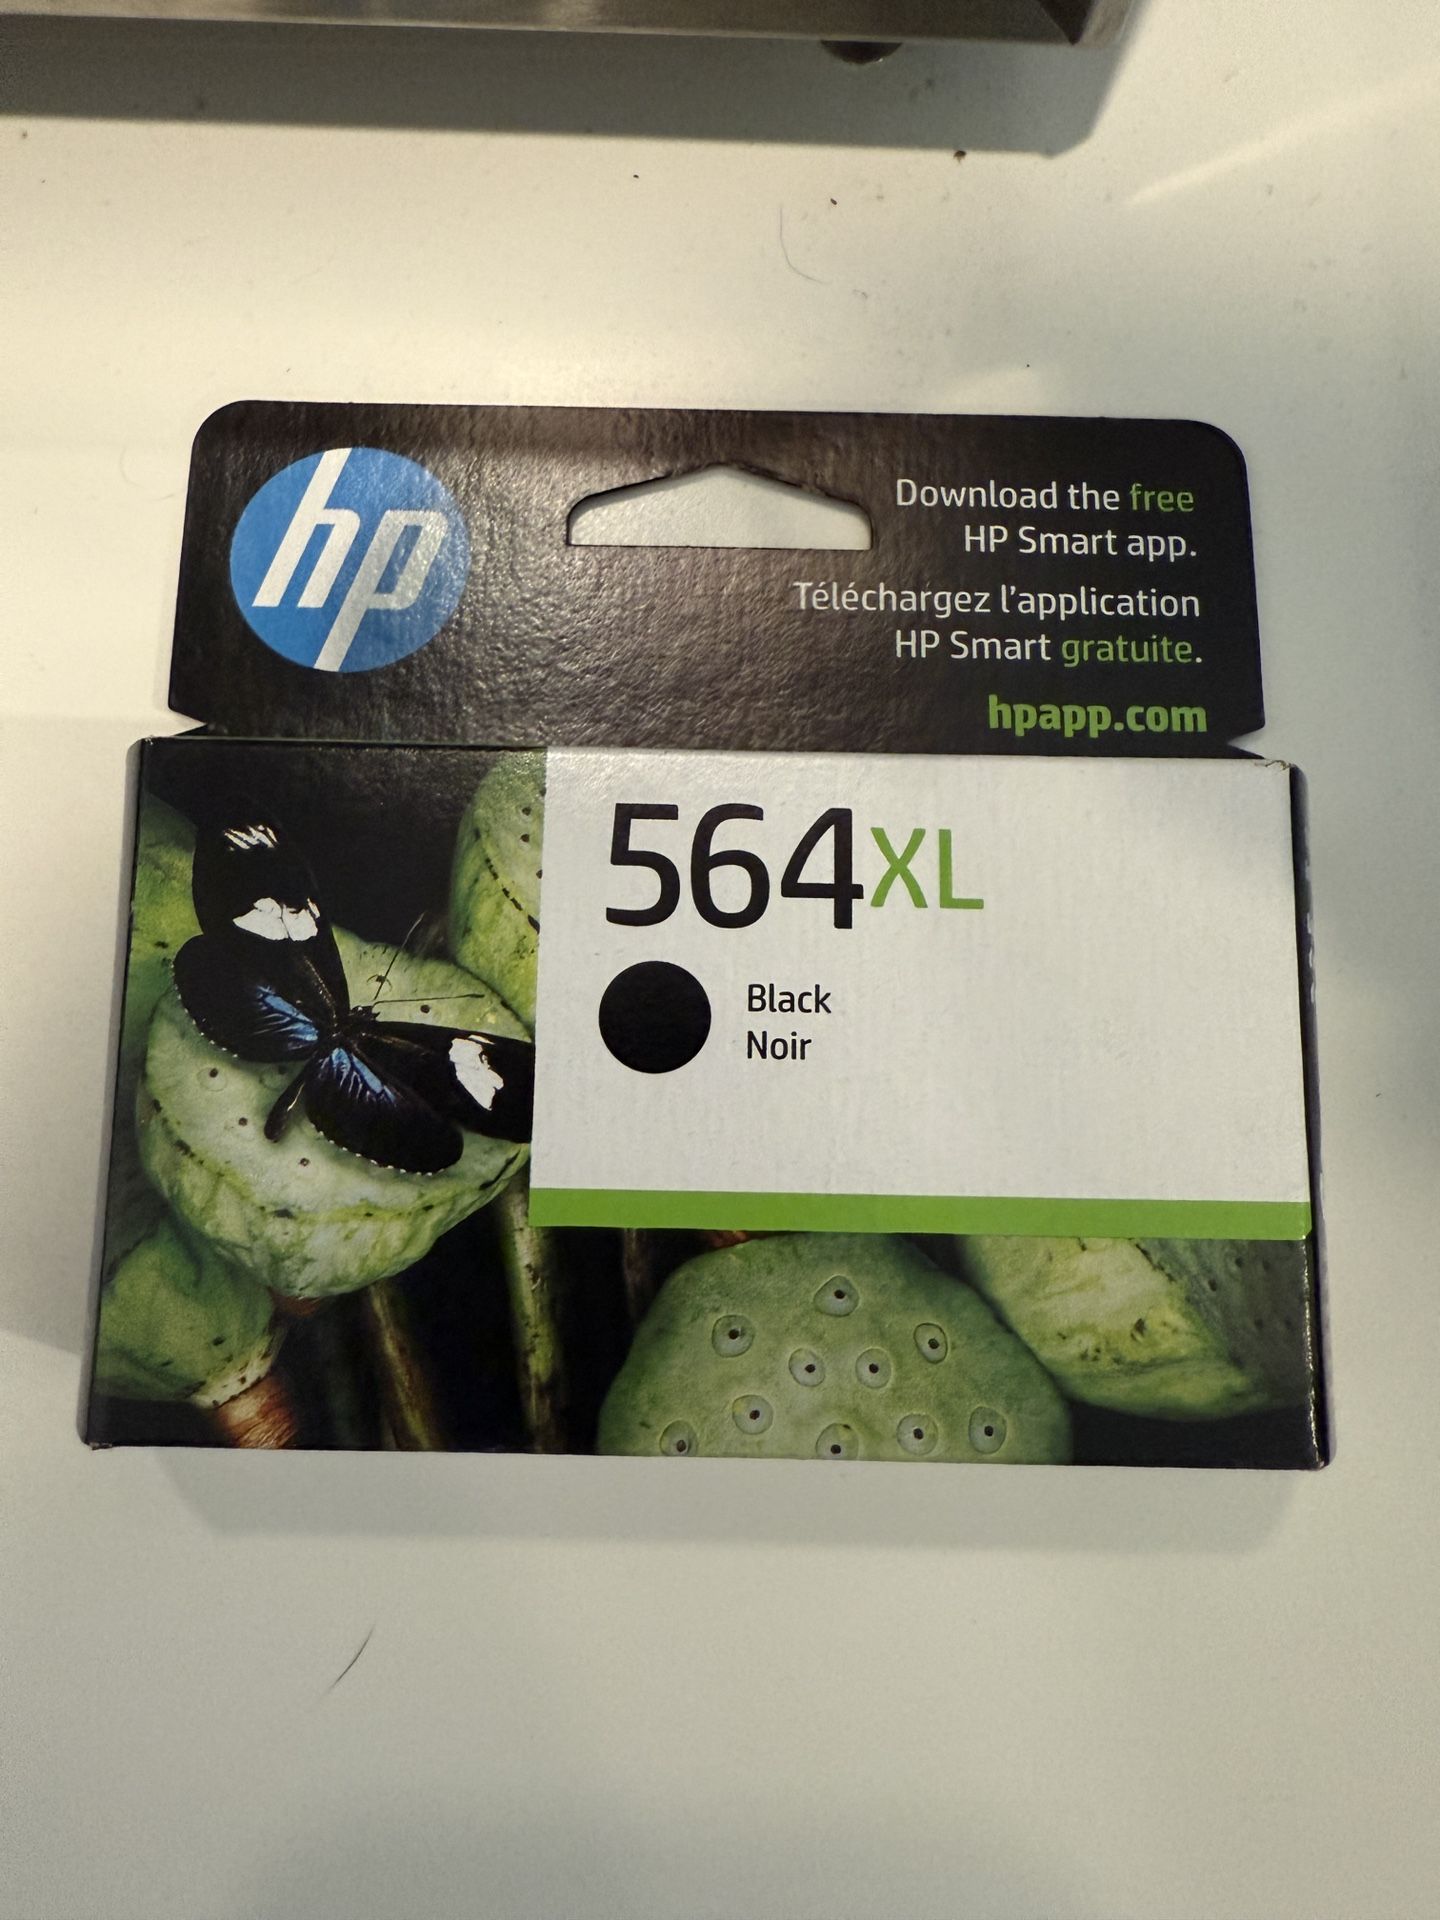 hp
Download the free
HP Smart app.
Téléchargez l'application
HP Smart gratuite.
hpapp.com
564XL
Black
Noir